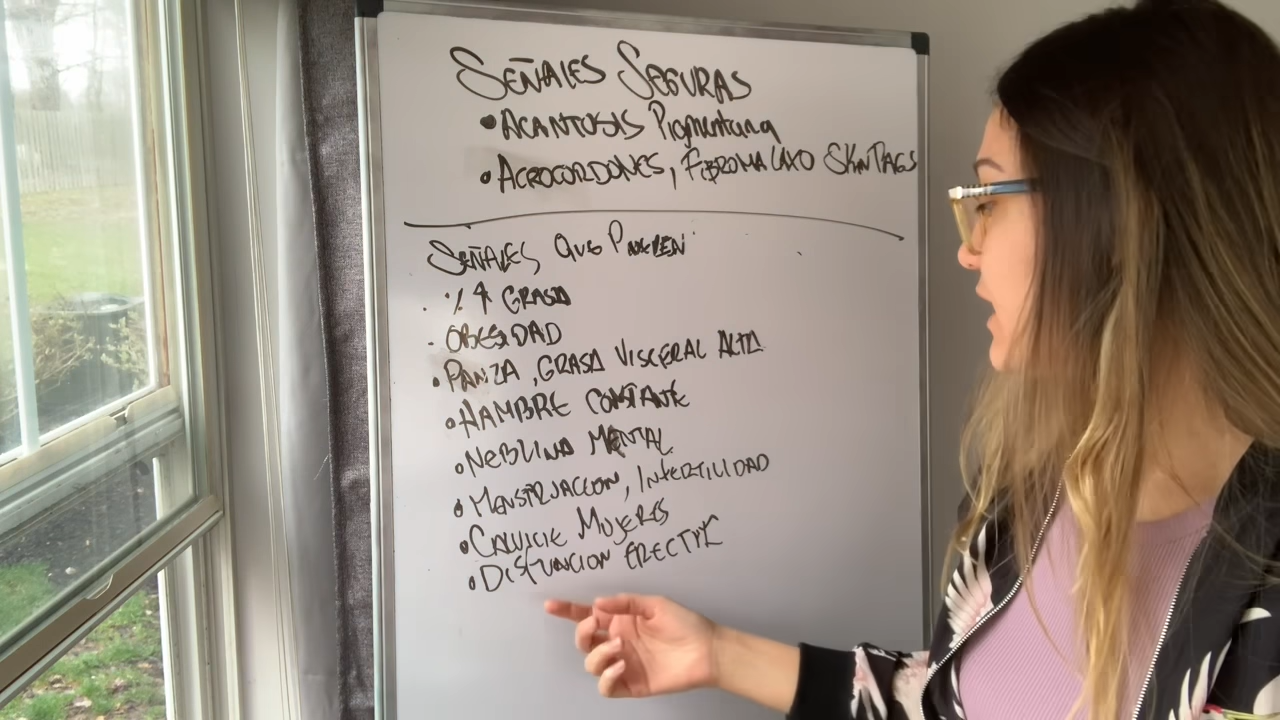 SEÑALES SEGURAS
• ACANTOSIS Pigmentaria
• ACROCORDONES, FIBROMA LAXO SKIN TAGS
SEÑALES QUE PUEDEN
· % ↑ GRASA
· OBESIDAD
• PANZA, GRASA VISCERAL ALTA
• HAMBRE CONSTANTE
• NEBLINA MENTAL
• MENSTRUACCION, INFERTILIDAD
• CALVICIE MUJERES
• DISFUNCION ERECTIL